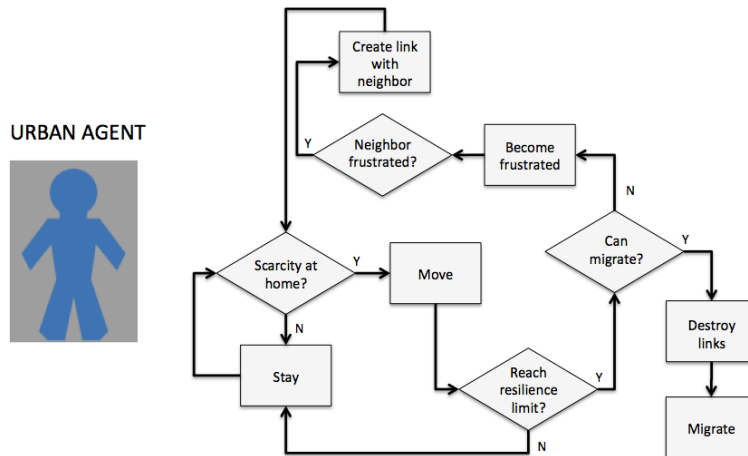 Create link
with
neighbor
URBAN AGENT
Y
Neighbor
frustrated?
Become
frustrated
N
Scarcity at
home?
Y
Move
Can
migrate?
Y
N
Stay
Reach
resilience
limit?
Y
N
Destroy
links
Migrate